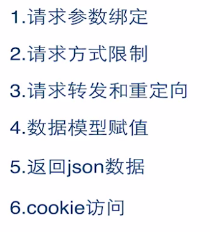 1.请求参数绑定
2.请求方式限制
3.请求转发和重定向
4.数据模型赋值
5.返回json数据
6.cookie访问